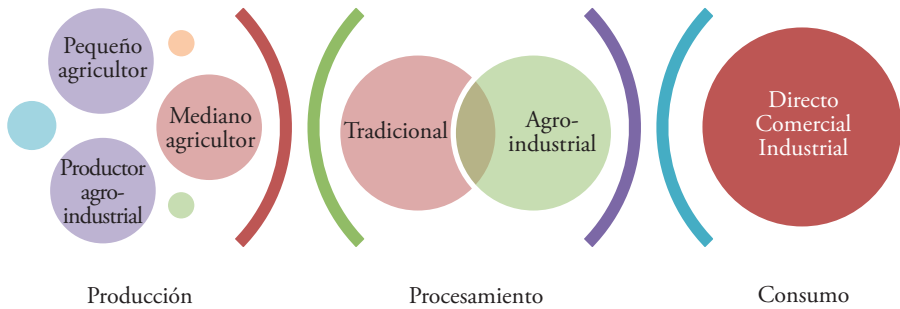 Pequeño
agricultor
Mediano
agricultor
Productor
agro-
industrial
Tradicional
Agro-
industrial
Directo
Comercial
Industrial
Producción
Procesamiento
Consumo